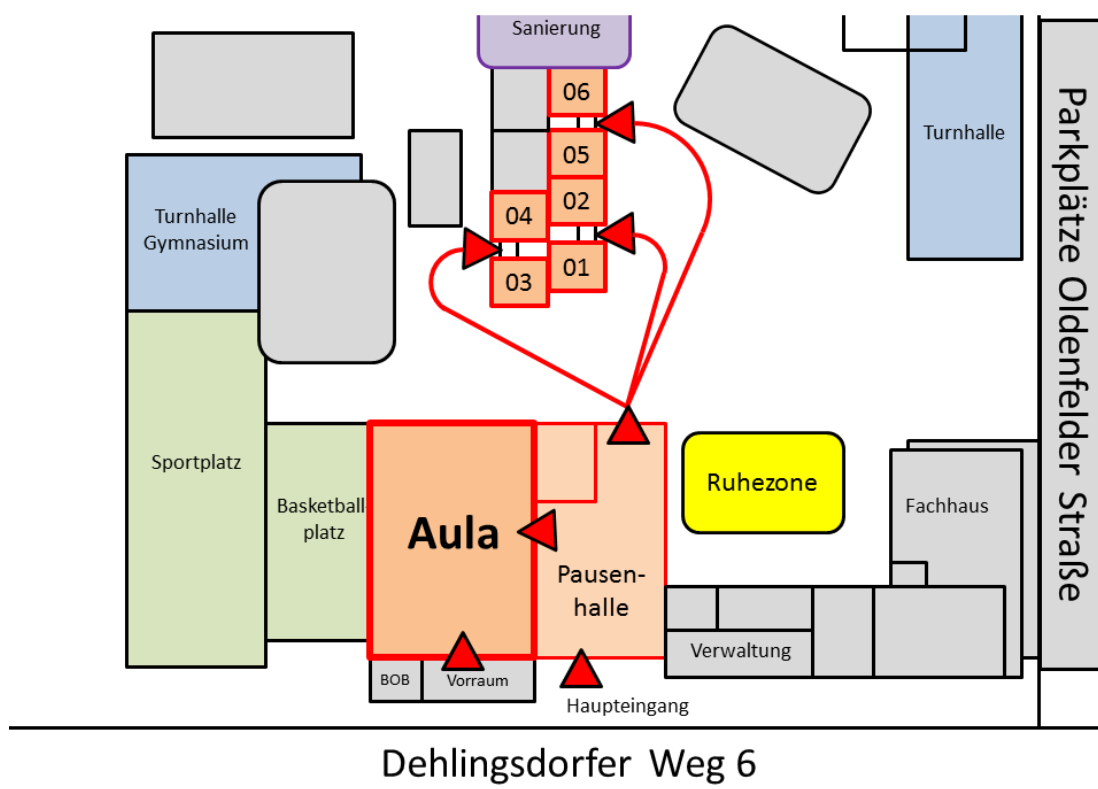 Sanierung
06
05
02
04
01
03
Turnhalle
Turnhalle
Gymnasium
Parkplätze Oldenfelder Straße
Sportplatz
Basketball-
platz
Aula
Pausen-
halle
Ruhezone
Fachhaus
Verwaltung
BOB
Vorraum
Haupteingang
Dehlingsdorfer Weg 6